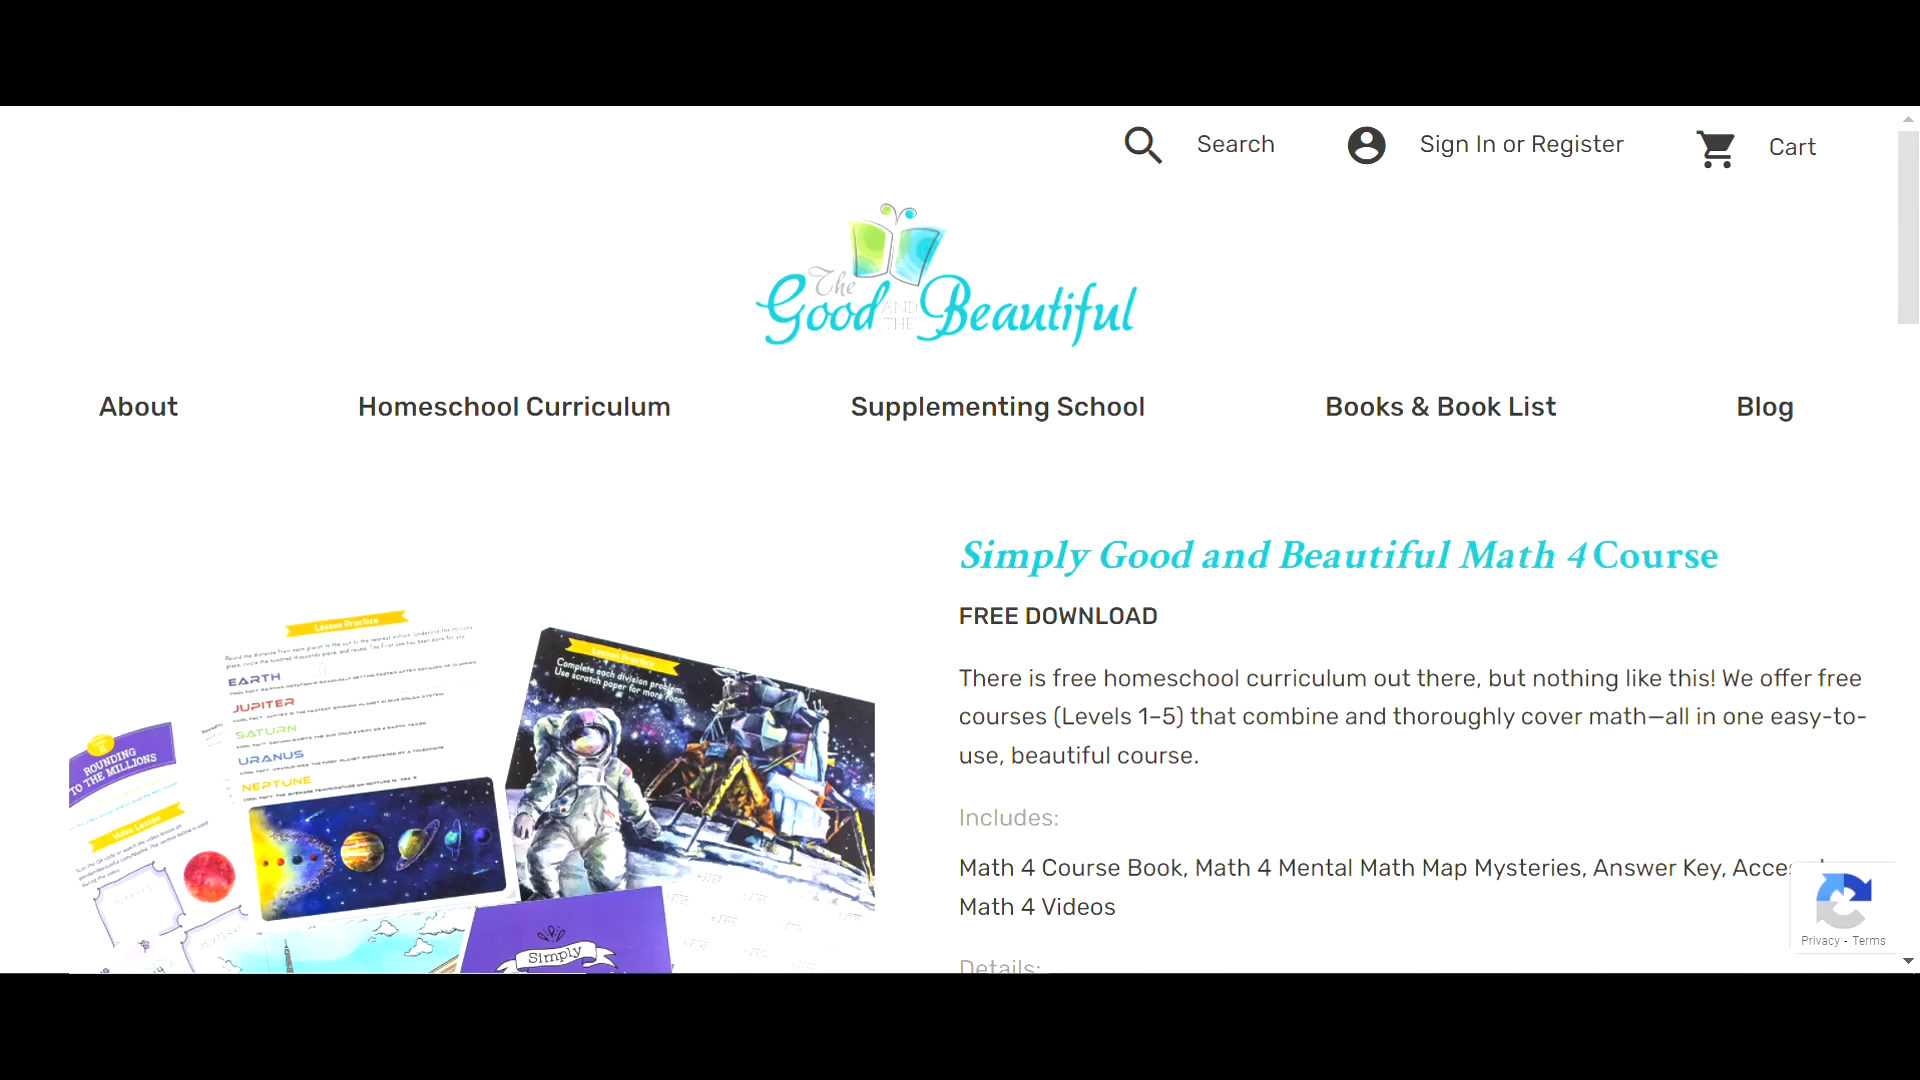 Search
Sign In or Register
Cart
The
Good AND THE Beautiful
About
Homeschool Curriculum
Supplementing School
Books & Book List
Blog
Simply Good and Beautiful Math 4 Course
FREE DOWNLOAD
There is free homeschool curriculum out there, but nothing like this! We offer free
courses (Levels 1–5) that combine and thoroughly cover math—all in one easy-to-
use, beautiful course.
Includes:
Math 4 Course Book, Math 4 Mental Math Map Mysteries, Answer Key,
Math 4 Videos
Details:
Privacy - Terms
Lesson Practice
EARTH
JUPITER
SATURN
URANUS
NEPTUNE
Lesson Practice
Complete each division problem.
Use scratch paper for more room.
ROUNDING
TO THE MILLIONS
Video Lesson
Simply